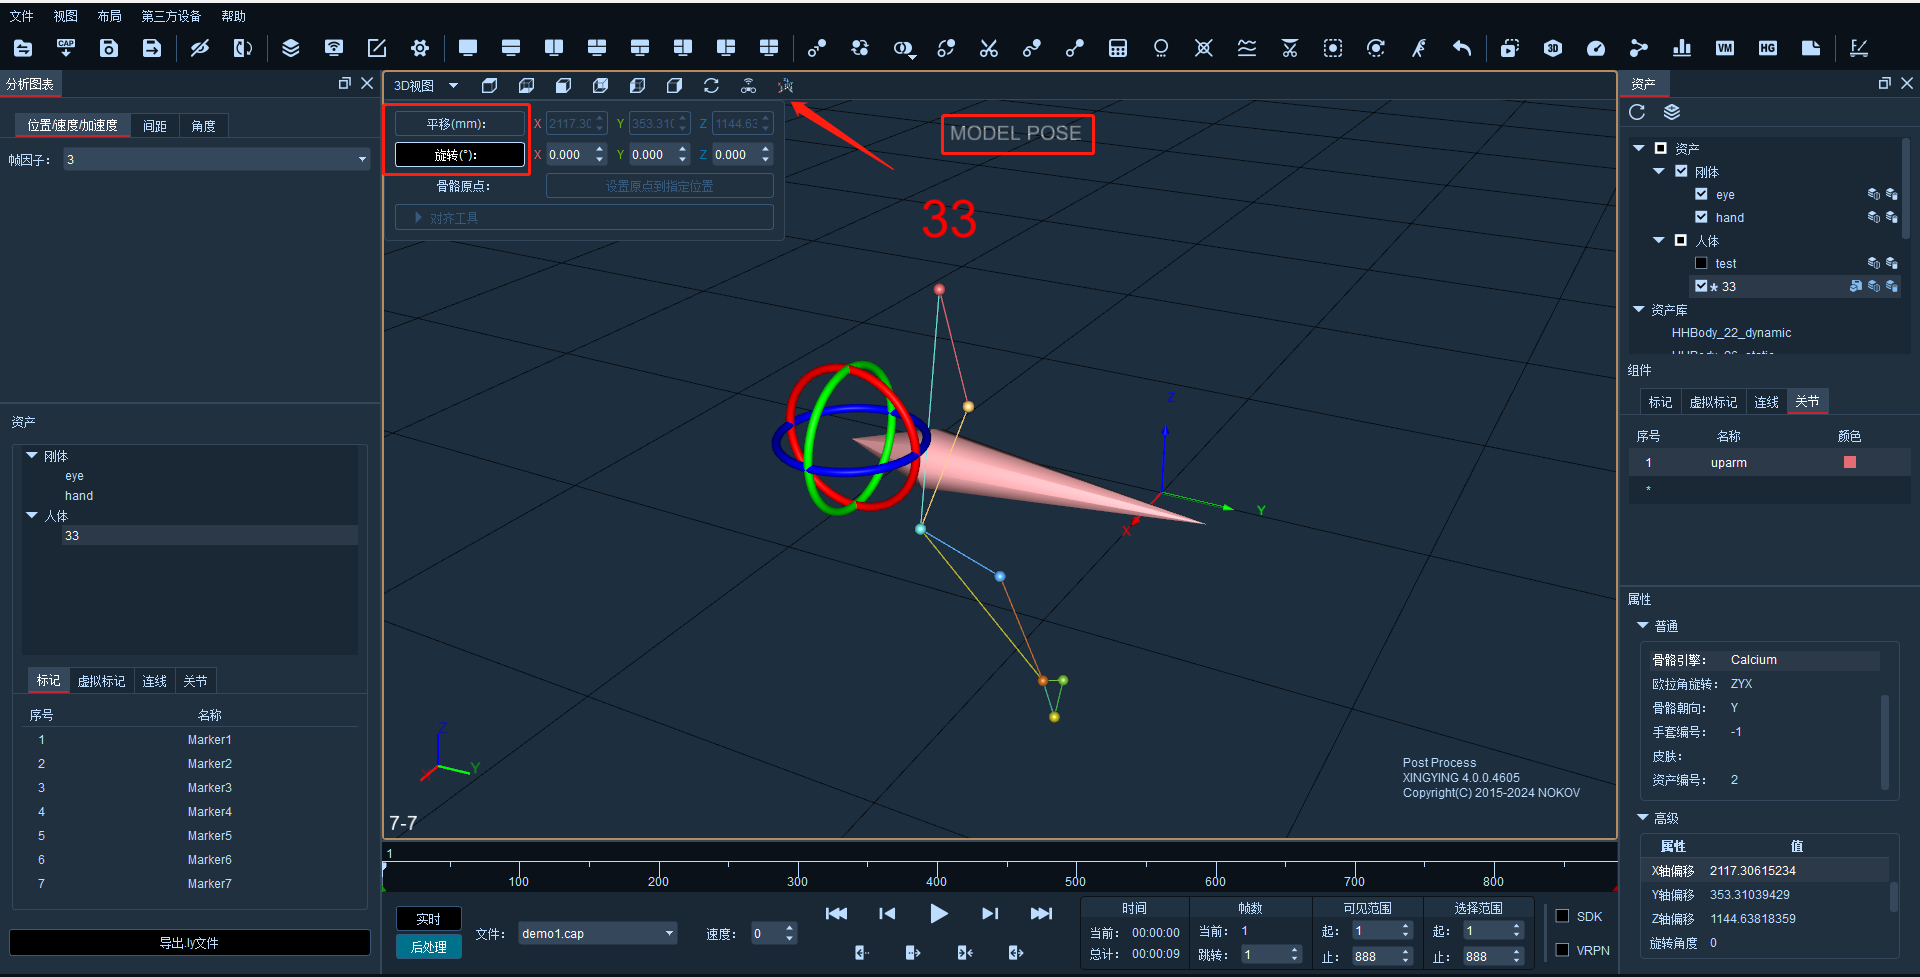 文件 视图 布局 第三方设备 帮助
CAP 3D VM HG
分析图表
位置/速度/加速度 间距 角度
帧因子： 3
资产
刚体
eye
hand
人体
33
标记 虚拟标记 连线 关节
序号 名称
1 Marker1
2 Marker2
3 Marker3
4 Marker4
5 Marker5
6 Marker6
7 Marker7
导出.ly文件
3D视图
平移(mm)： X 2117.30 Y 353.310 Z 1144.63
旋转(°)： X 0.000 Y 0.000 Z 0.000
骨骼原点： 设置原点到指定位置
对齐工具
MODEL POSE
33
Z
Y
X
Z
Y
X
Post Process
XINGYING 4.0.0.4605
Copyright(C) 2015-2024 NOKOV
7-7
1
100 200 300 400 500 600 700 800
实时
后处理
文件： demo1.cap
速度： 0
时间 帧数 可见范围 选择范围
当前： 00:00:00 当前： 1 起： 1 起： 1
总计： 00:00:09 跳转： 1 止： 888 止： 888
SDK
VRPN
资产
资产
刚体
eye
hand
人体
test
* 33
资产库
HHBody_22_dynamic
组件
标记 虚拟标记 连线 关节
序号 名称 颜色
1 uparm
*
属性
普通
骨骼引擎： Calcium
欧拉角旋转： ZYX
骨骼朝向： Y
手套编号： -1
皮肤：
资产编号： 2
高级
属性 值
X轴偏移 2117.30615234
Y轴偏移 353.31039429
Z轴偏移 1144.63818359
旋转角度 0